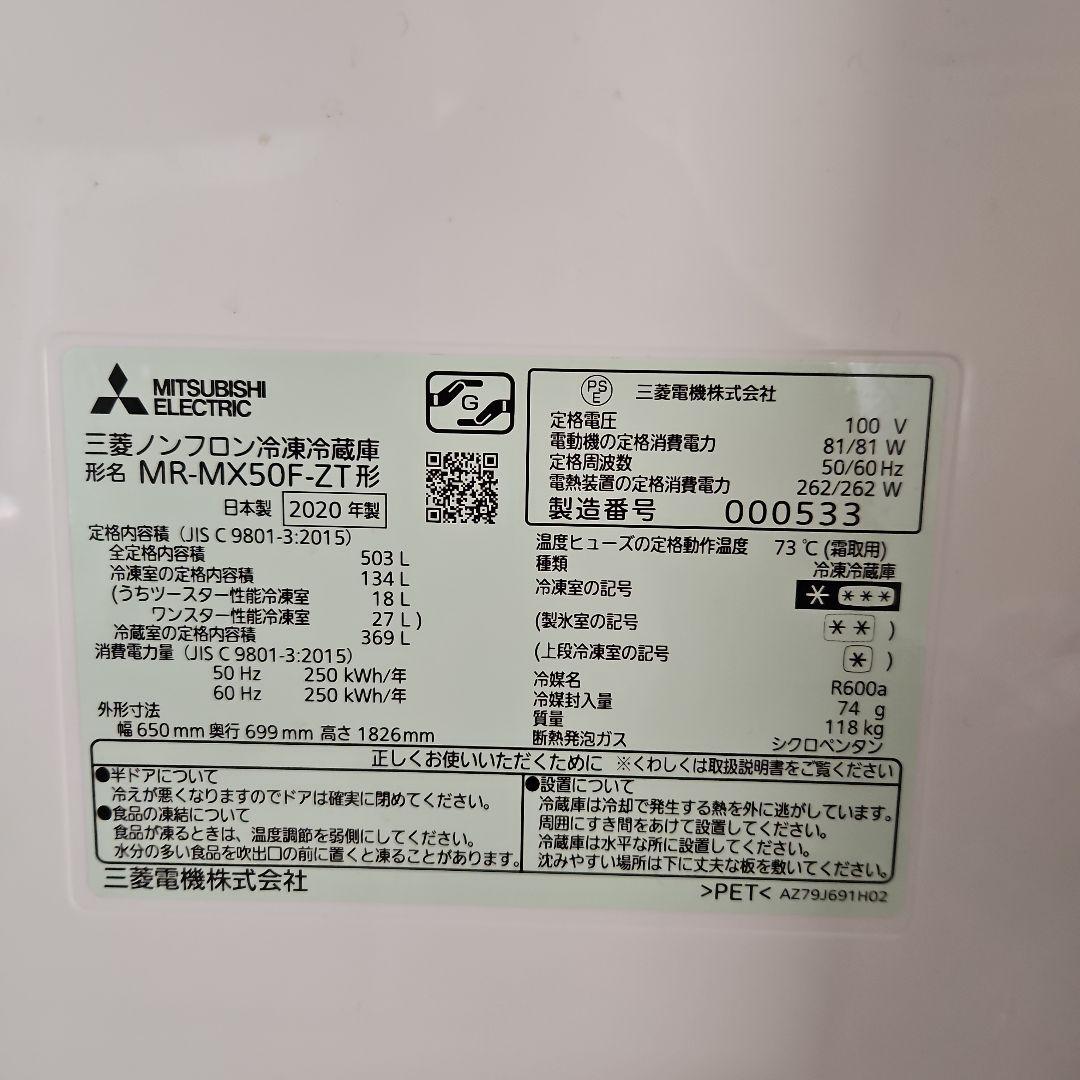 MITSUBISHI
ELECTRIC
G
三菱ノンフロン冷凍冷蔵庫
形名 MR-MX50F-ZT形
日本製 2020 年製
定格内容積（JIS C 9801-3:2015）
全定格内容積 503 L
冷凍室の定格内容積 134 L
(うちツースター性能冷凍室 18 L
ワンスター性能冷凍室 27 L )
冷蔵室の定格内容積 369 L
消費電力量（JIS C 9801-3:2015）
50 Hz 250 kWh/年
60 Hz 250 kWh/年
外形寸法
幅 650 mm 奥行 699 mm 高さ 1826mm
PS
E 三菱電機株式会社
定格電圧 100 V
電動機の定格消費電力 81/81 W
定格周波数 50/60 Hz
電熱装置の定格消費電力 262/262 W
製造番号 000533
温度ヒューズの定格動作温度 73 ℃ (霜取用)
種類 冷凍冷蔵庫
冷凍室の記号 * ***
(製氷室の記号 ** )
(上段冷凍室の記号 * )
冷媒名 R600a
冷媒封入量 74 g
質量 118 kg
断熱発泡ガス シクロペンタン
正しくお使いいただくために ※くわしくは取扱説明書をご覧ください
●半ドアについて
冷えが悪くなりますのでドアは確実に閉めてください。
●食品の凍結について
食品が凍るときは、温度調節を弱側にしてください。
水分の多い食品を吹出口の前に置くと凍ることがあります。
●設置について
冷蔵庫は冷却で発生する熱を外に逃がしています。
周囲にすき間をあけて設置してください。
冷蔵庫は水平な所に設置してください。
沈みやすい場所は下に丈夫な板を敷いてください。
三菱電機株式会社
>PET< AZ79J691H02